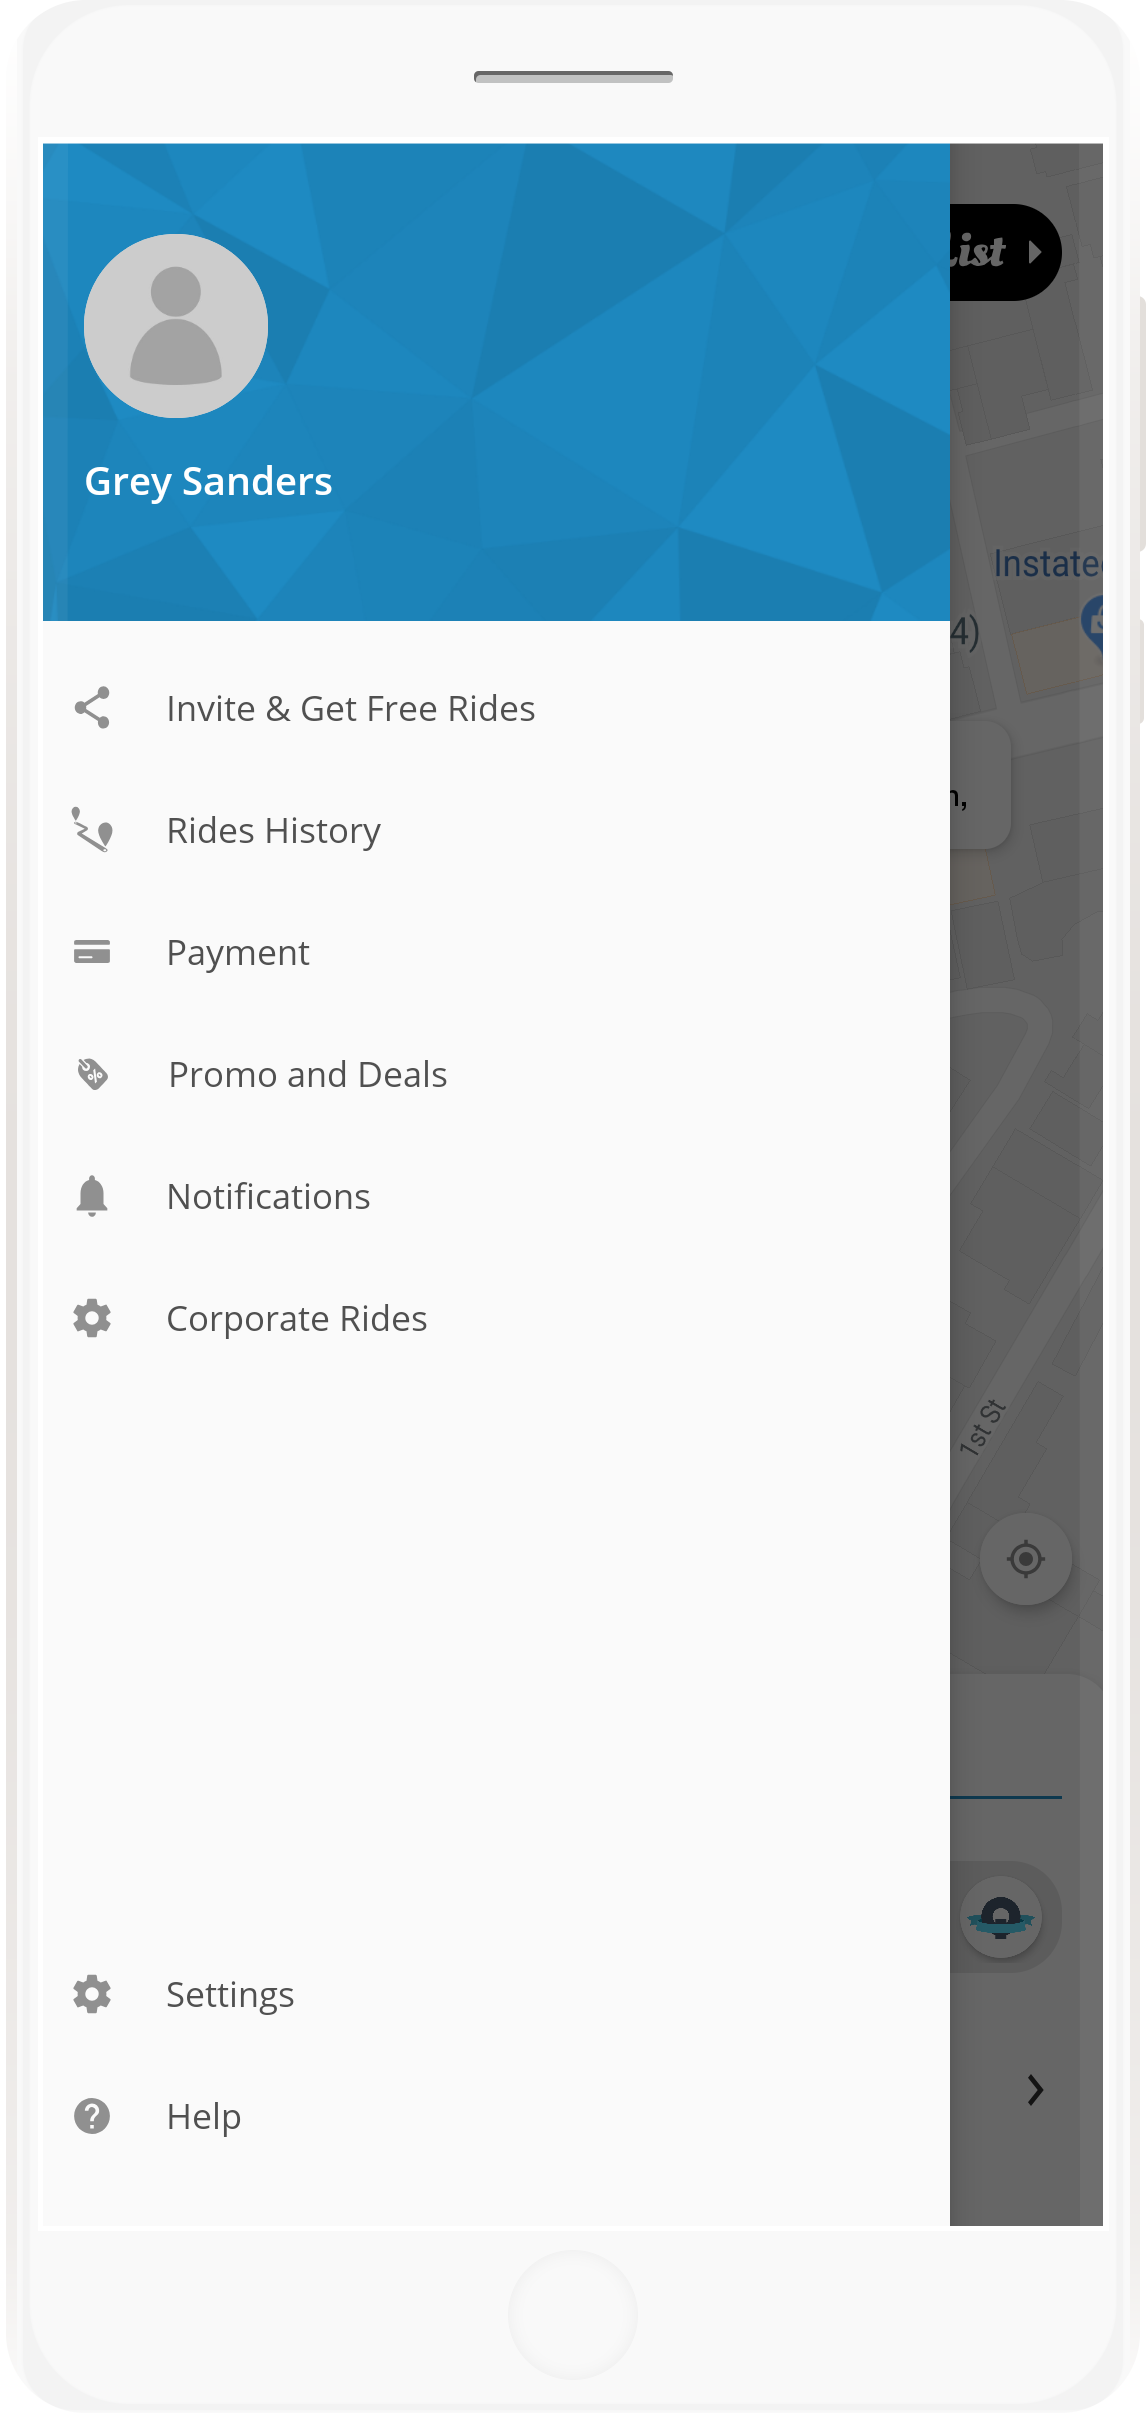 ist
Grey Sanders
4)
Invite & Get Free Rides
Rides History
Payment
Promo and Deals
Notifications
Corporate Rides
1st St
Settings
Help